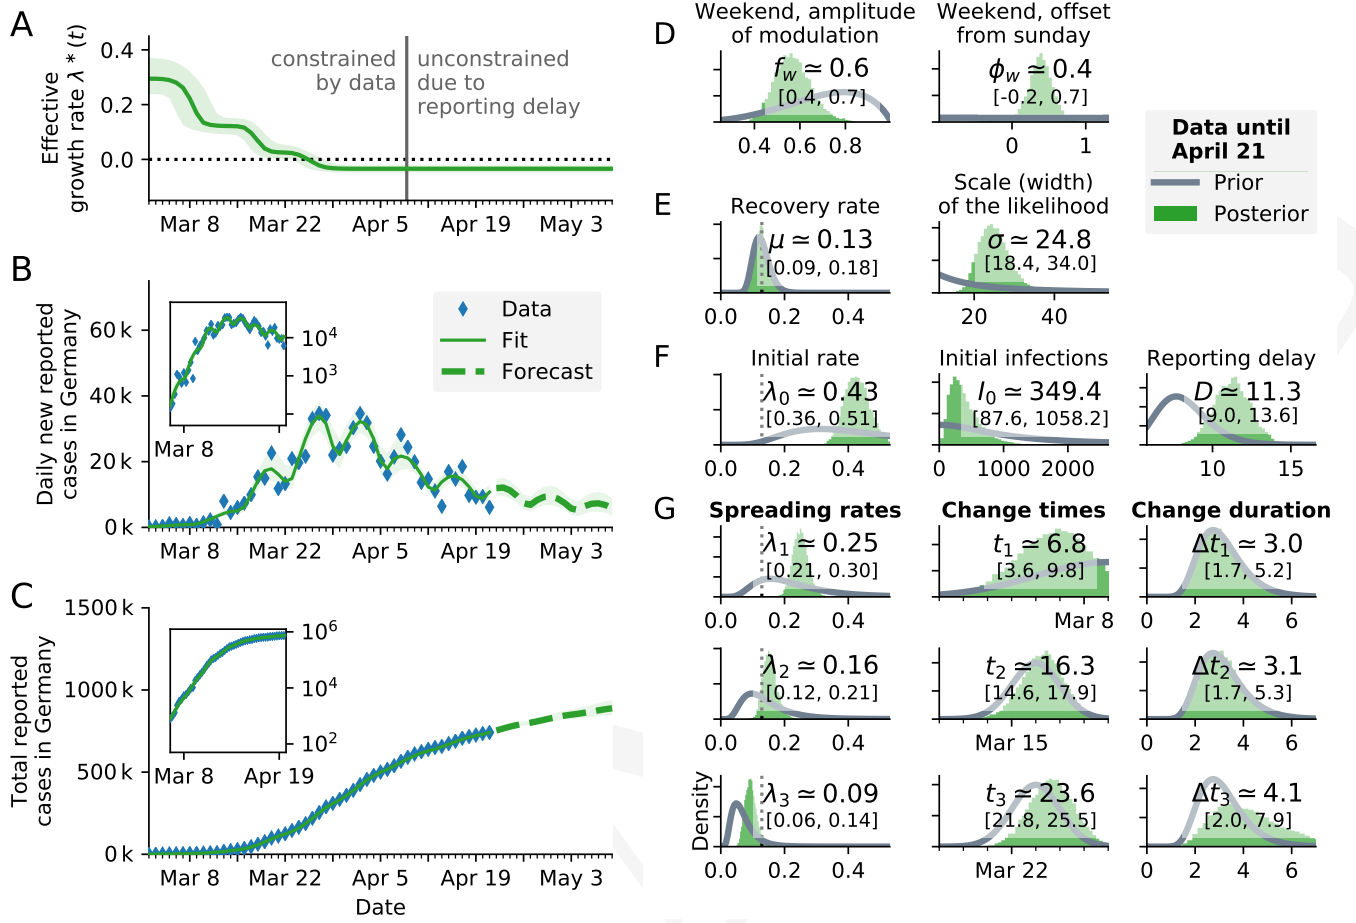 A
Effective
growth rate λ * (t)
0.4
0.2
0.0
constrained
by data
unconstrained
due to
reporting delay
Mar 8
Mar 22
Apr 5
Apr 19
May 3
B
Daily new reported
cases in Germany
60 k
40 k
20 k
0 k
10⁴
10³
Mar 8
Data
Fit
Forecast
Mar 8
Mar 22
Apr 5
Apr 19
May 3
C
Total reported
cases in Germany
1500 k
1000 k
500 k
0 k
10⁶
10⁴
10²
Mar 8
Apr 19
Mar 8
Mar 22
Apr 5
Apr 19
May 3
Date
D
Weekend, amplitude
of modulation
f_w ≃ 0.6
[0.4, 0.7]
0.4 0.6 0.8
Weekend, offset
from sunday
ϕ_w ≃ 0.4
[-0.2, 0.7]
0 1
Data until
April 21
Prior
Posterior
E
Recovery rate
μ ≃ 0.13
[0.09, 0.18]
0.0 0.2 0.4
Scale (width)
of the likelihood
σ ≃ 24.8
[18.4, 34.0]
20 40
F
Initial rate
λ₀ ≃ 0.43
[0.36, 0.51]
0.0 0.2 0.4
Initial infections
I₀ ≃ 349.4
[87.6, 1058.2]
0 1000 2000
Reporting delay
D ≃ 11.3
[9.0, 13.6]
10 15
G
Spreading rates
Change times
Change duration
λ₁ ≃ 0.25
[0.21, 0.30]
0.0 0.2 0.4
t₁ ≃ 6.8
[3.6, 9.8]
Mar 8
Δt₁ ≃ 3.0
[1.7, 5.2]
0 2 4 6
λ₂ ≃ 0.16
[0.12, 0.21]
0.0 0.2 0.4
t₂ ≃ 16.3
[14.6, 17.9]
Mar 15
Δt₂ ≃ 3.1
[1.7, 5.3]
0 2 4 6
Density
λ₃ ≃ 0.09
[0.06, 0.14]
0.0 0.2 0.4
t₃ ≃ 23.6
[21.8, 25.5]
Mar 22
Δt₃ ≃ 4.1
[2.0, 7.9]
0 2 4 6